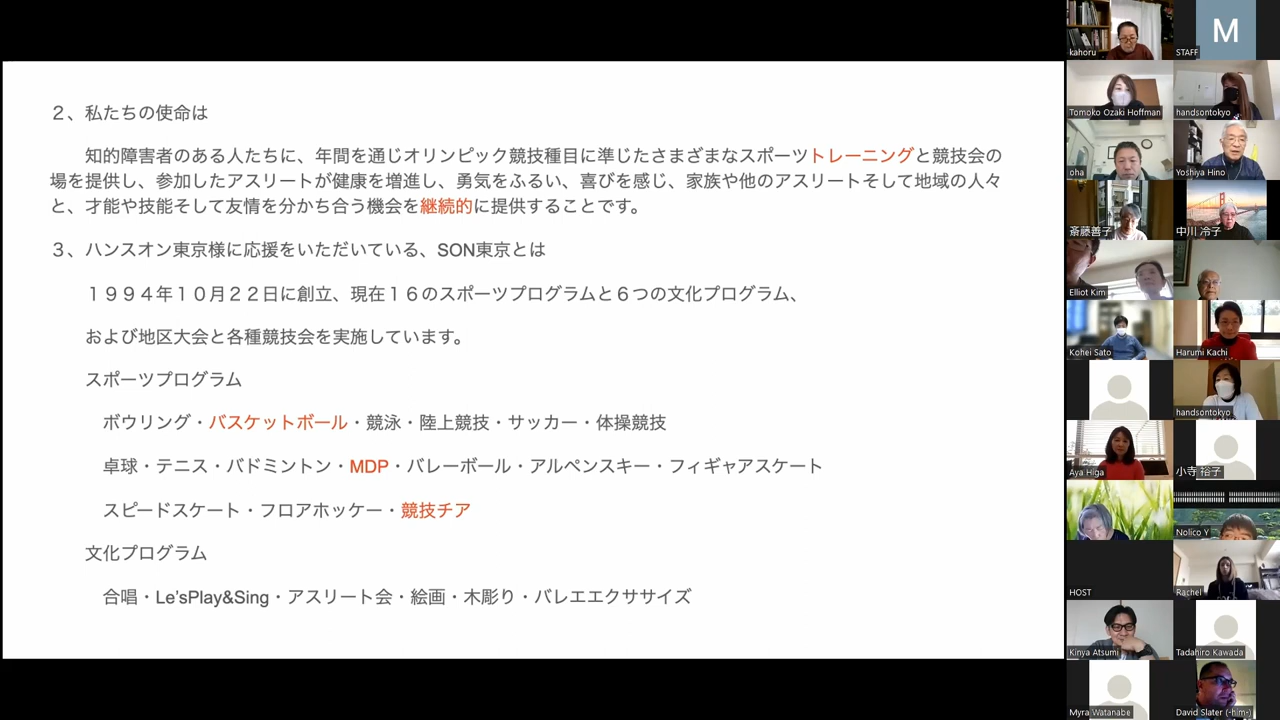 ２、私たちの使命は
知的障害者のある人たちに、年間を通じオリンピック競技種目に準じたさまざまなスポーツトレーニングと競技会の
場を提供し、参加したアスリートが健康を増進し、勇気をふるい、喜びを感じ、家族や他のアスリートそして地域の人々
と、才能や技能そして友情を分かち合う機会を継続的に提供することです。
３、ハンスオン東京様に応援をいただいている、SON東京とは
１９９４年１０月２２日に創立、現在１６のスポーツプログラムと６つの文化プログラム、
および地区大会と各種競技会を実施しています。
スポーツプログラム
ボウリング・バスケットボール・競泳・陸上競技・サッカー・体操競技
卓球・テニス・バドミントン・MDP・バレーボール・アルペンスキー・フィギャアスケート
スピードスケート・フロアホッケー・競技チア
文化プログラム
合唱・Le’sPlay&Sing・アスリート会・絵画・木彫り・バレエエクササイズ
kahoru
M
STAFF
Tomoko Ozaki Hoffman
handsontokyo
oha
Yoshiya Hino
斎藤善子
中川 冷子
Elliot Kim
Kohei Sato
Harumi Kachi
handsontokyo
Aya Higa
小寺 裕子
Nolico Y
HOST
Rachel
Kinya Atsumi
Tadahiro Kawada
Myra Watanabe
David Slater (-him-)